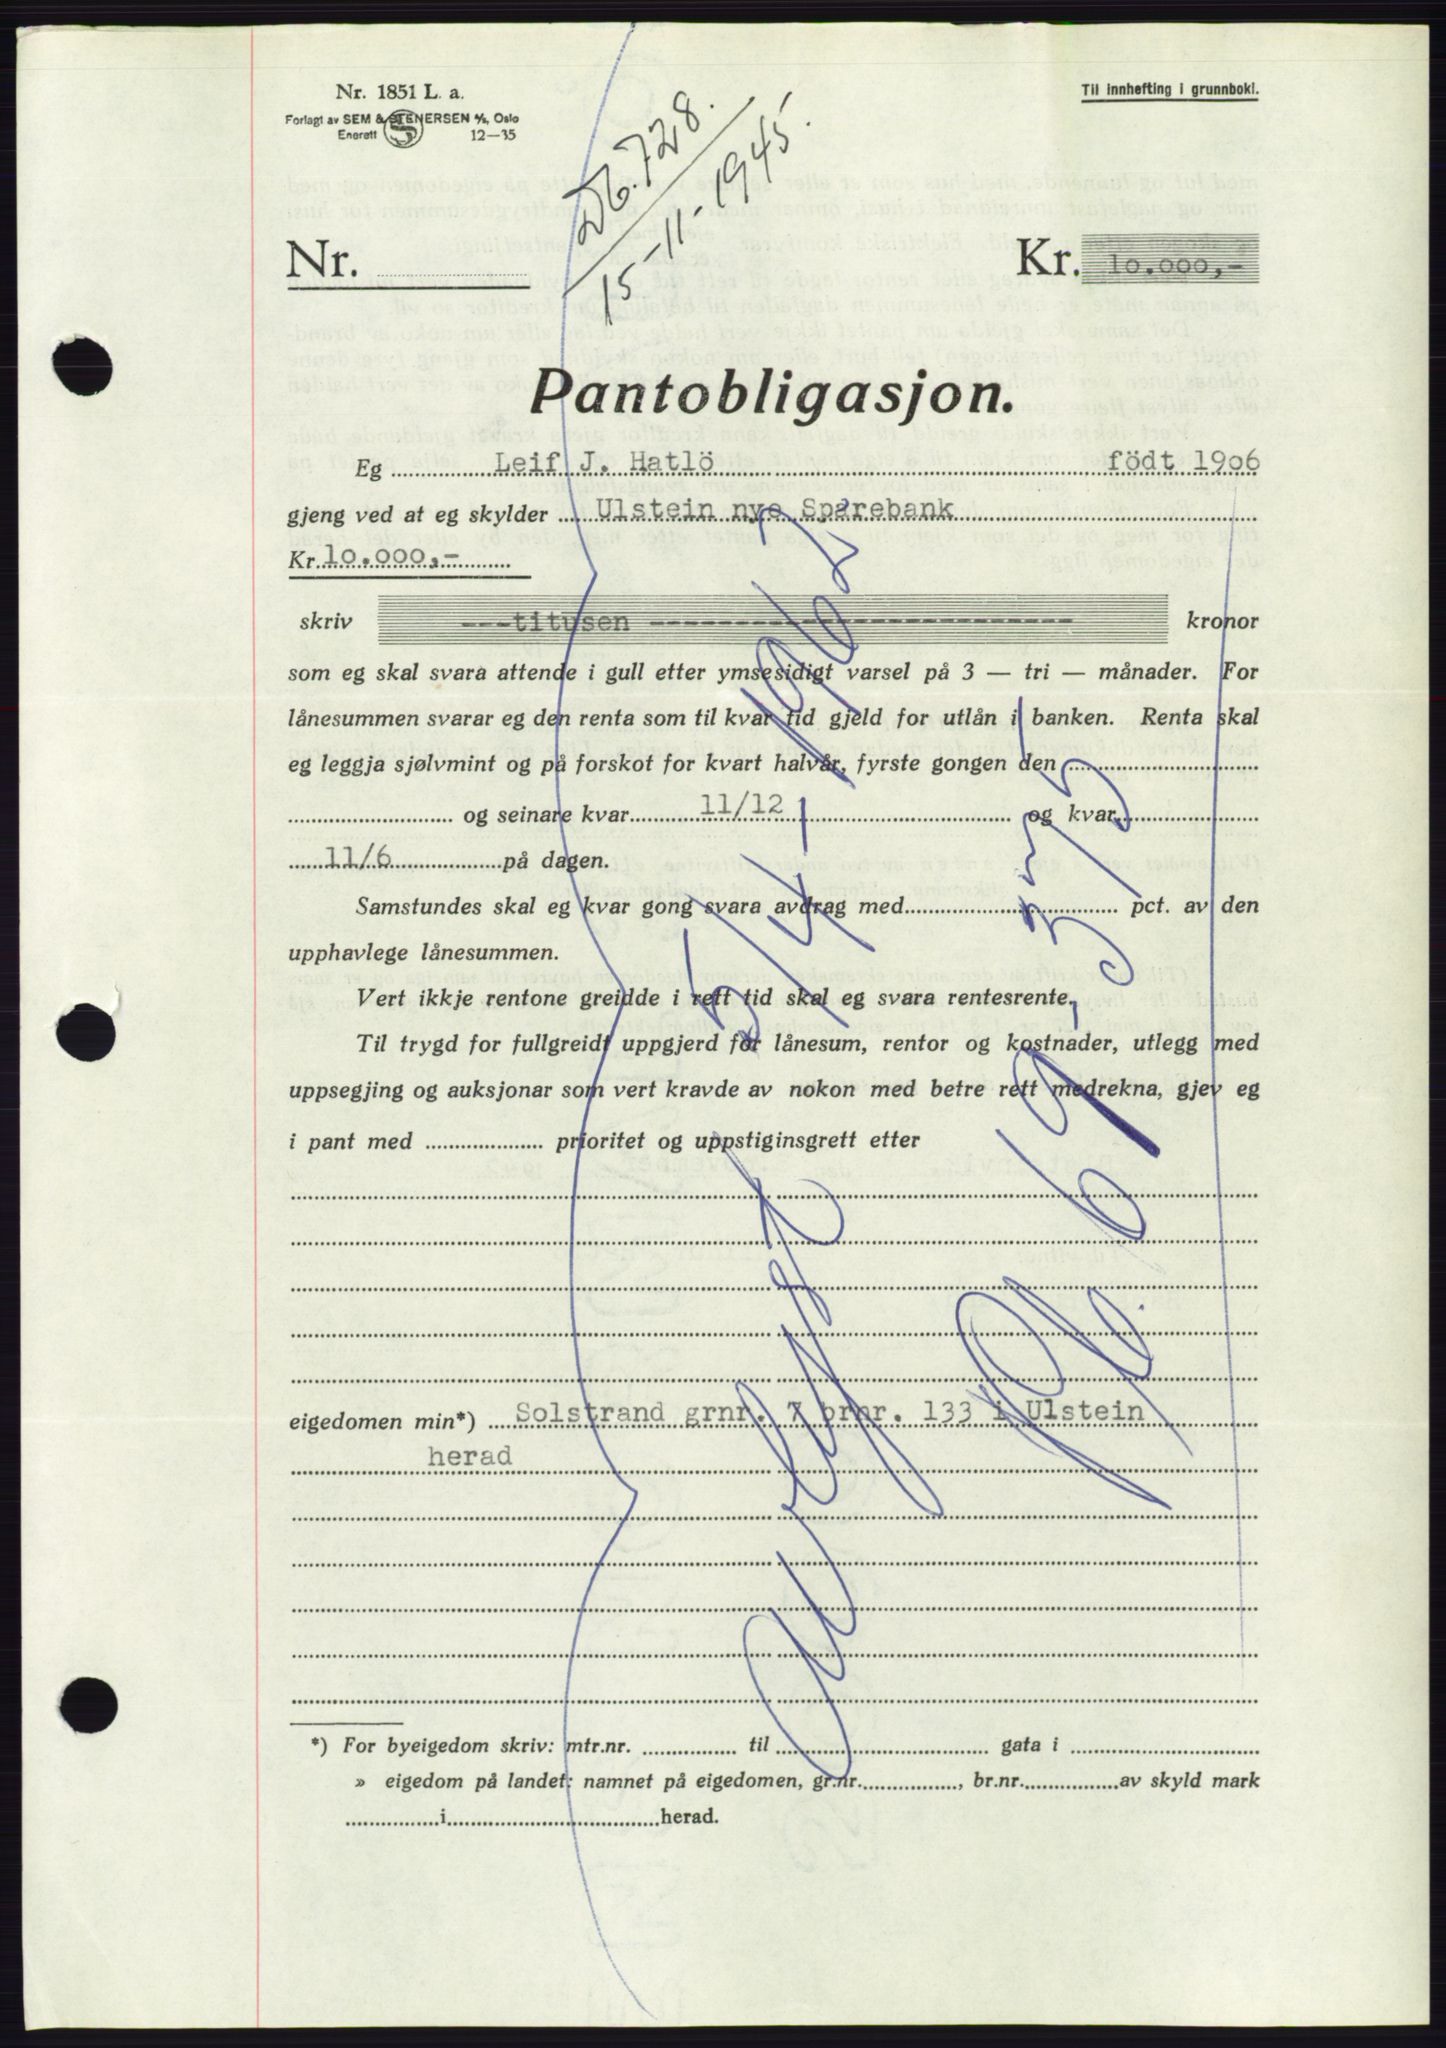 Nr. 1851 L. a.
Forlagt av SEM & STENERSEN A/S, Oslo
Enerett 12—35
Til innhefting i grunnboki.
Db. 728.
15-11-1945.
Nr.
Kr. 10.000,-
Pantobligasjon.
Eg Leif J. Hatlö födt 1906
gjeng ved at eg skylder Ulstein nye Sparebank
Kr. 10.000,-
skriv ---titusen ------------------------- kronor
som eg skal svara attende i gull etter ymsesidigt varsel på 3 — tri — månader. For
lånesummen svarar eg den renta som til kvar tid gjeld for utlån i banken. Renta skal
eg leggja sjølvmint og på forskot for kvart halvår, fyrste gongen den
og seinare kvar 11/12 og kvar
11/6 på dagen.
Samstundes skal eg kvar gong svara avdrag med pct. av den
upphavlege lånesummen.
Vert ikkje rentone greidde i rett tid skal eg svara rentesrente.
Til trygd for fullgreidt uppgjerd for lånesum, rentor og kostnader, utlegg med
uppsegjing og auksjonar som vert kravde av nokon med betre rett medrekna, gjev eg
i pant med prioritet og uppstiginsgrett etter
eigedomen min*) Solstrand grnr. 7 brnr. 133 i Ulstein
herad
Avlyst 5/4-1962
*) For byeigedom skriv: mtr.nr. til gata i
» eigedom på landet: namnet på eigedomen, gr.nr. , br.nr. av skyld mark
i herad.